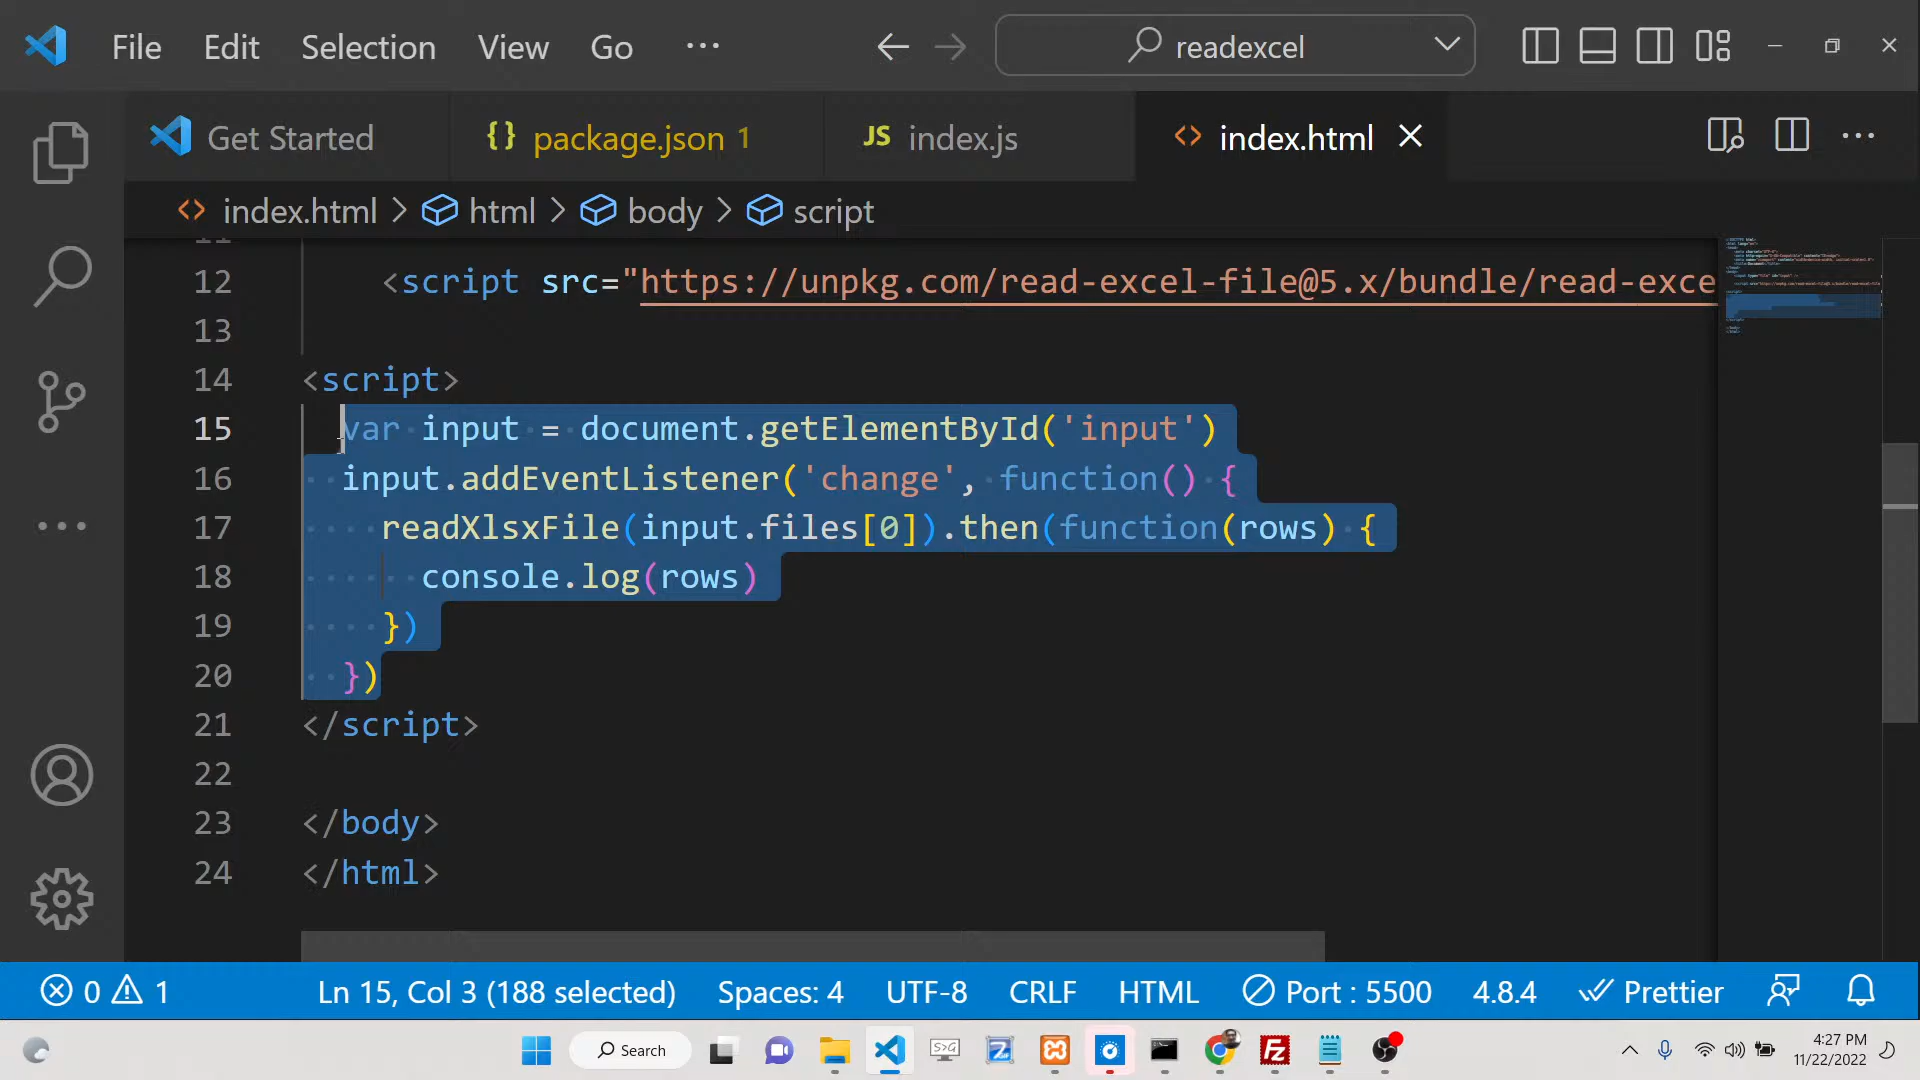 File Edit Selection View Go ··· readexcel
Get Started package.json 1 index.js index.html
index.html > html > body > script
12 <script src="https://unpkg.com/read-excel-file@5.x/bundle/read-exce
13
14 <script>
15 var input = document.getElementById('input')
16 input.addEventListener('change', function() {
17 readXlsxFile(input.files[0]).then(function(rows) {
18 console.log(rows)
19 })
20 })
21 </script>
22
23 </body>
24 </html>
0 1 Ln 15, Col 3 (188 selected) Spaces: 4 UTF-8 CRLF HTML Port : 5500 4.8.4 Prettier
Search 4:27 PM
11/22/2022